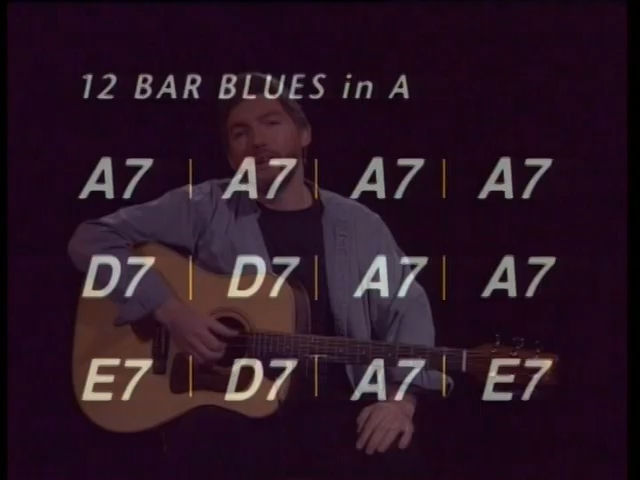 12 BAR BLUES in A
A7 | A7 | A7 | A7
D7 | D7 | A7 | A7
E7 | D7 | A7 | E7